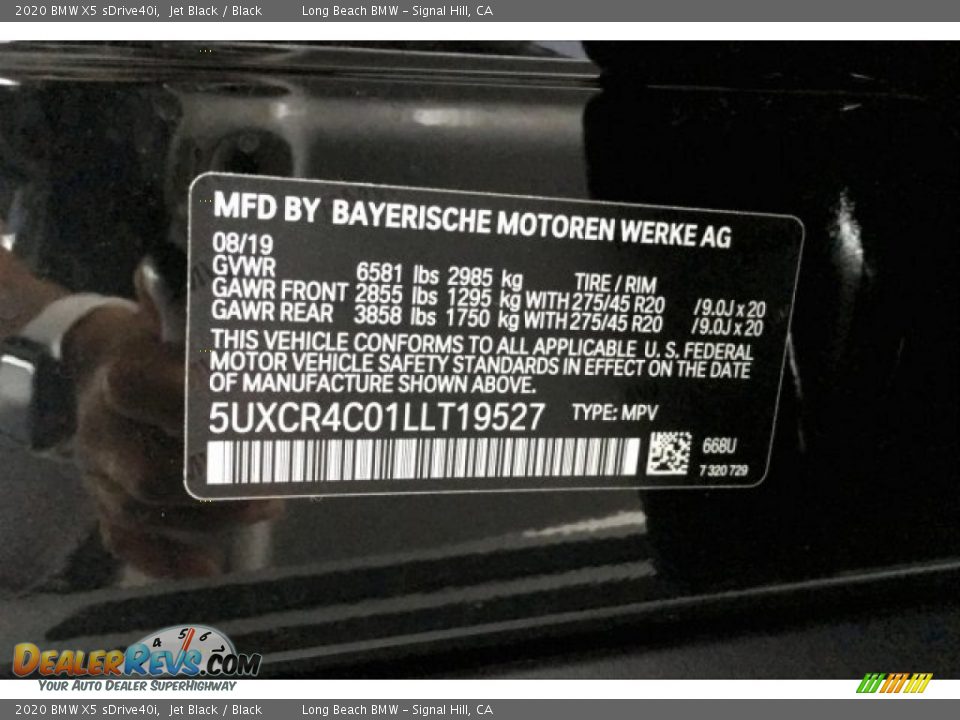 2020 BMW X5 sDrive40i, Jet Black / Black Long Beach BMW - Signal Hill, CA
MFD BY BAYERISCHE MOTOREN WERKE AG
08/19
GVWR 6581 lbs 2985 kg TIRE / RIM
GAWR FRONT 2855 lbs 1295 kg WITH 275/45 R20 /9.0J x 20
GAWR REAR 3858 lbs 1750 kg WITH 275/45 R20 /9.0J x 20
THIS VEHICLE CONFORMS TO ALL APPLICABLE U. S. FEDERAL
MOTOR VEHICLE SAFETY STANDARDS IN EFFECT ON THE DATE
OF MANUFACTURE SHOWN ABOVE.
5UXCR4C01LLT19527 TYPE: MPV
668U
7 320 729
4 5 6
DEALERREVS.COM
YOUR AUTO DEALER SUPERHIGHWAY
2020 BMW X5 sDrive40i, Jet Black / Black Long Beach BMW - Signal Hill, CA